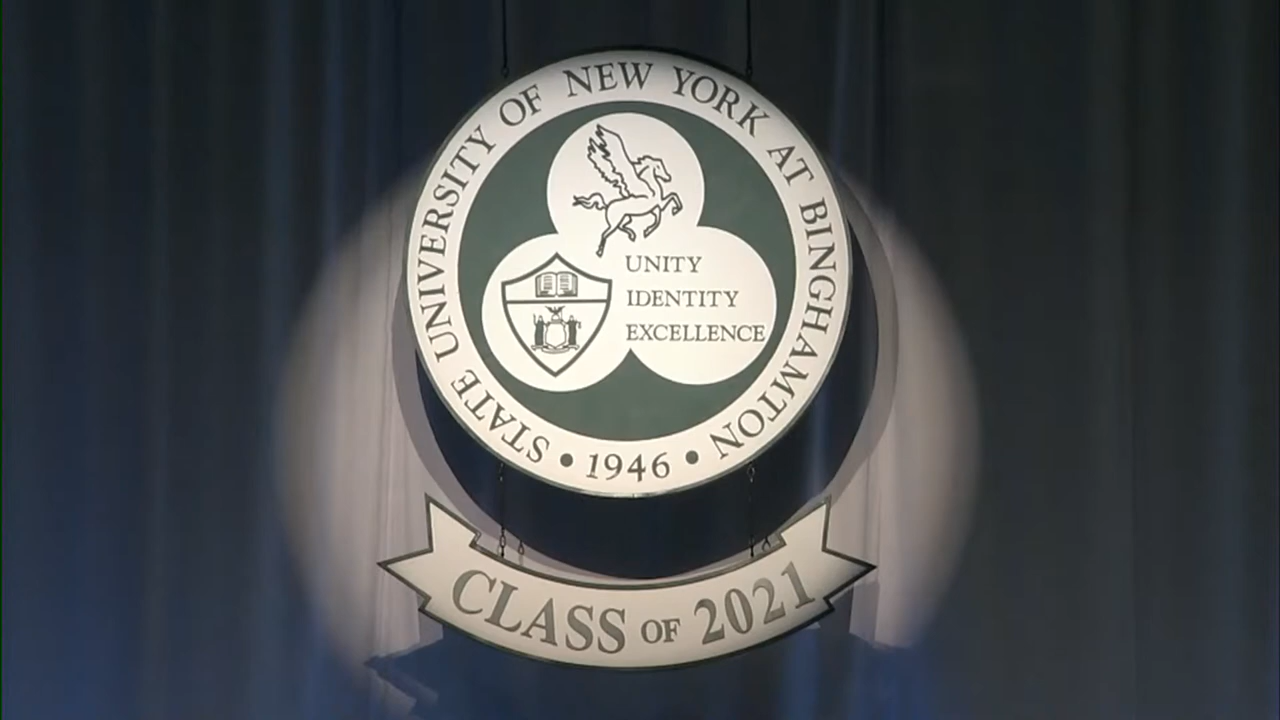 STATE UNIVERSITY OF NEW YORK AT BINGHAMTON
UNITY
IDENTITY
EXCELLENCE
• 1946 •
CLASS OF 2021